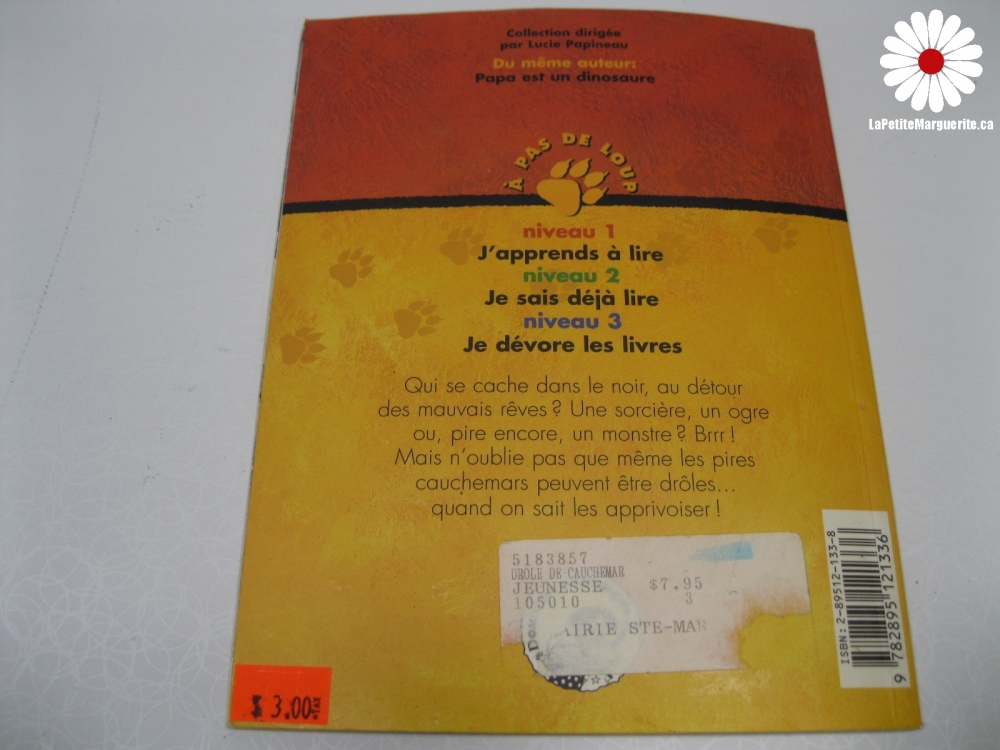 LaPetiteMarguerite.ca
Collection dirigée
par Lucie Papineau
Du même auteur:
Papa est un dinosaure
À PAS DE LOUP
niveau 1
J'apprends à lire
niveau 2
Je sais déjà lire
niveau 3
Je dévore les livres
Qui se cache dans le noir, au détour
des mauvais rêves ? Une sorcière, un ogre
ou, pire encore, un monstre ? Brrr !
Mais n'oublie pas que même les pires
cauchemars peuvent être drôles...
quand on sait les apprivoiser !
5183857
DROLE DE CAUCHEMAR
JEUNESSE $7.95
105010 3
AIRIE STE-MAR
ISBN: 2-89512-133-8
9 782895 121336
$ 3.00 +TAX